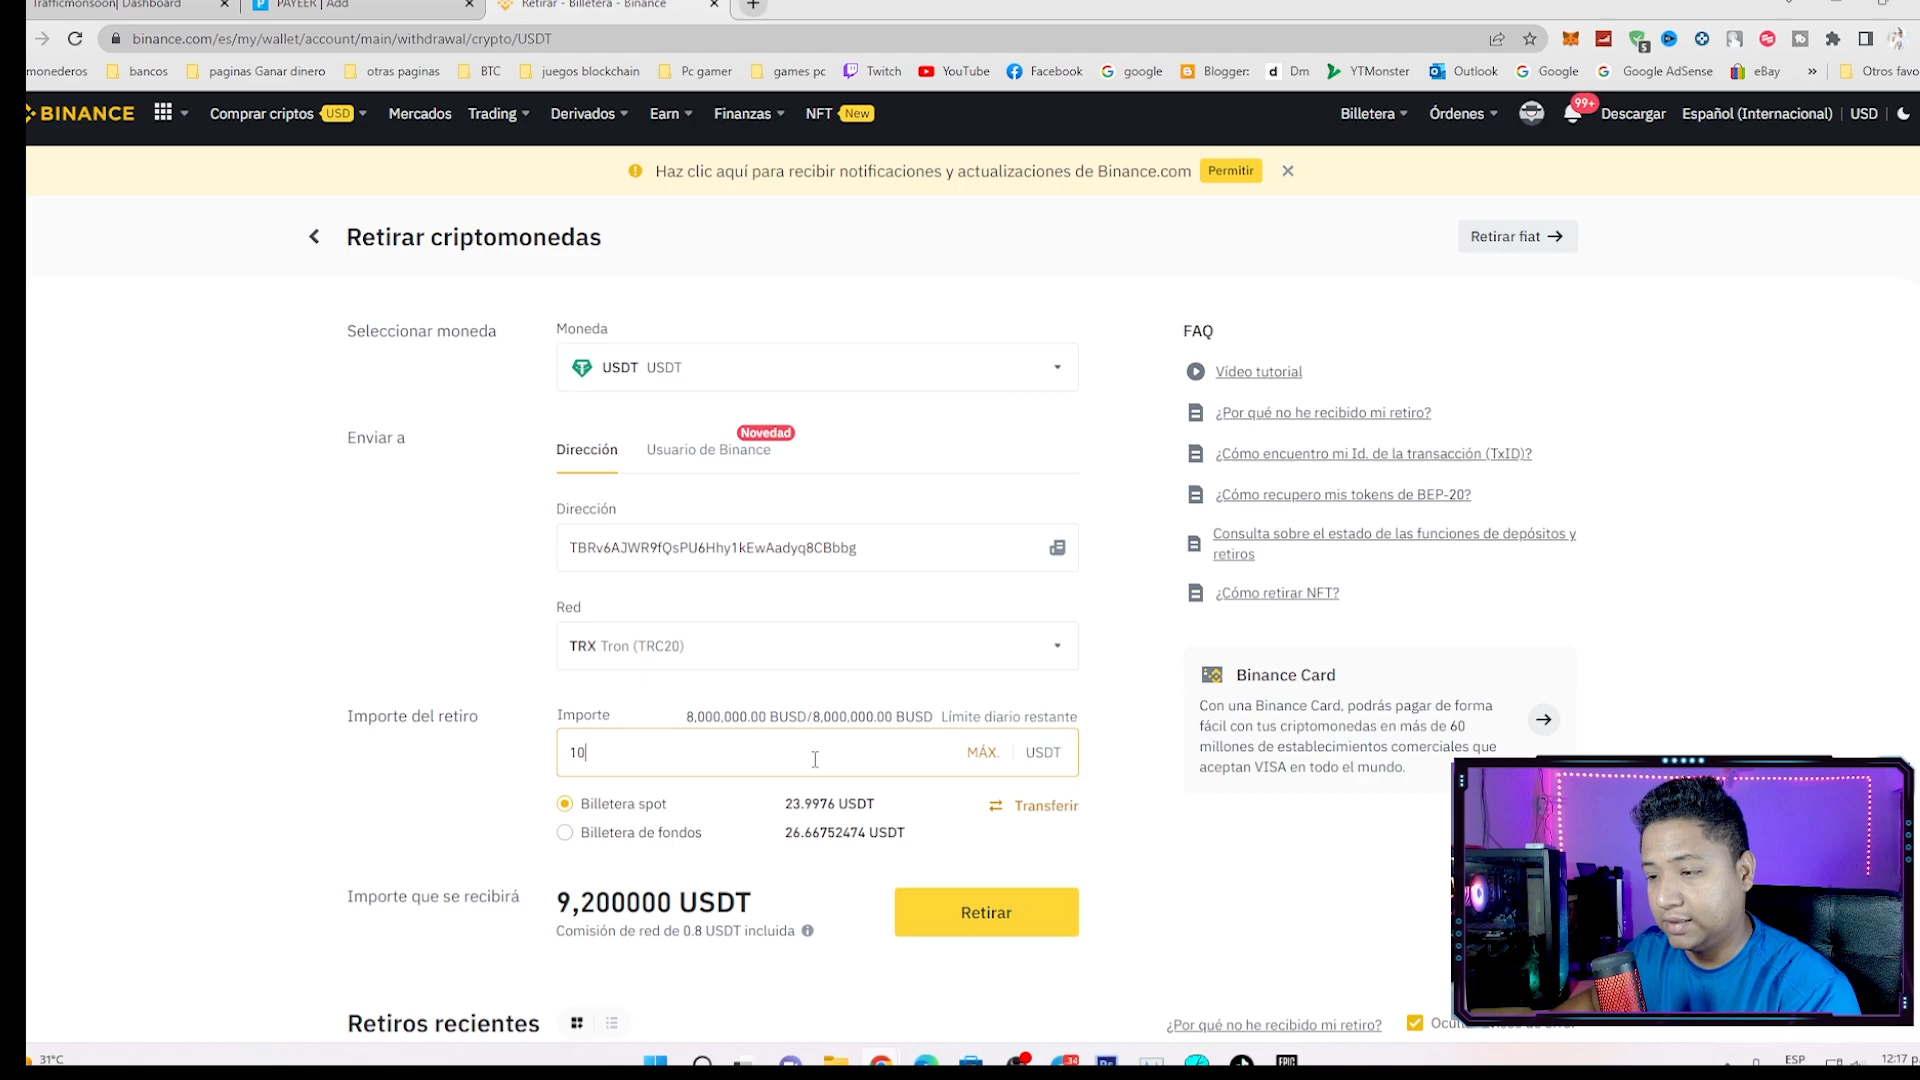 Trafficmonsoon| Dashboard
PAYEER | Add
Retirar - Billetera - Binance
binance.com/es/my/wallet/account/main/withdrawal/crypto/USDT
monederos bancos paginas Ganar dinero otras paginas BTC juegos blockchain Pc gamer games pc Twitch YouTube Facebook google Blogger: Dm YTMonster Outlook Google Google AdSense eBay » Otros favo
BINANCE Comprar criptos USD Mercados Trading Derivados Earn Finanzas NFT New Billetera Órdenes 99+ Descargar Español (Internacional) | USD
Haz clic aquí para recibir notificaciones y actualizaciones de Binance.com Permitir
Retirar criptomonedas
Retirar fiat
Seleccionar moneda
Moneda
USDT USDT
Enviar a
Dirección
Usuario de Binance
Novedad
Dirección
TBRv6AJWR9fQsPU6Hhy1kEwAadyq8CBbbg
Red
TRX Tron (TRC20)
Importe del retiro
Importe 8,000,000.00 BUSD/8,000,000.00 BUSD Límite diario restante
10 MÁX. USDT
Billetera spot 23.9976 USDT Transferir
Billetera de fondos 26.66752474 USDT
Importe que se recibirá
9,200000 USDT
Comisión de red de 0.8 USDT incluida
Retirar
FAQ
Vídeo tutorial
¿Por qué no he recibido mi retiro?
¿Cómo encuentro mi Id. de la transacción (TxID)?
¿Cómo recupero mis tokens de BEP-20?
Consulta sobre el estado de las funciones de depósitos y
retiros
¿Cómo retirar NFT?
Binance Card
Con una Binance Card, podrás pagar de forma
fácil con tus criptomonedas en más de 60
millones de establecimientos comerciales que
aceptan VISA en todo el mundo.
Retiros recientes
¿Por qué no he recibido mi retiro?
31°C
34
EPIC
ESP
12:17 p.